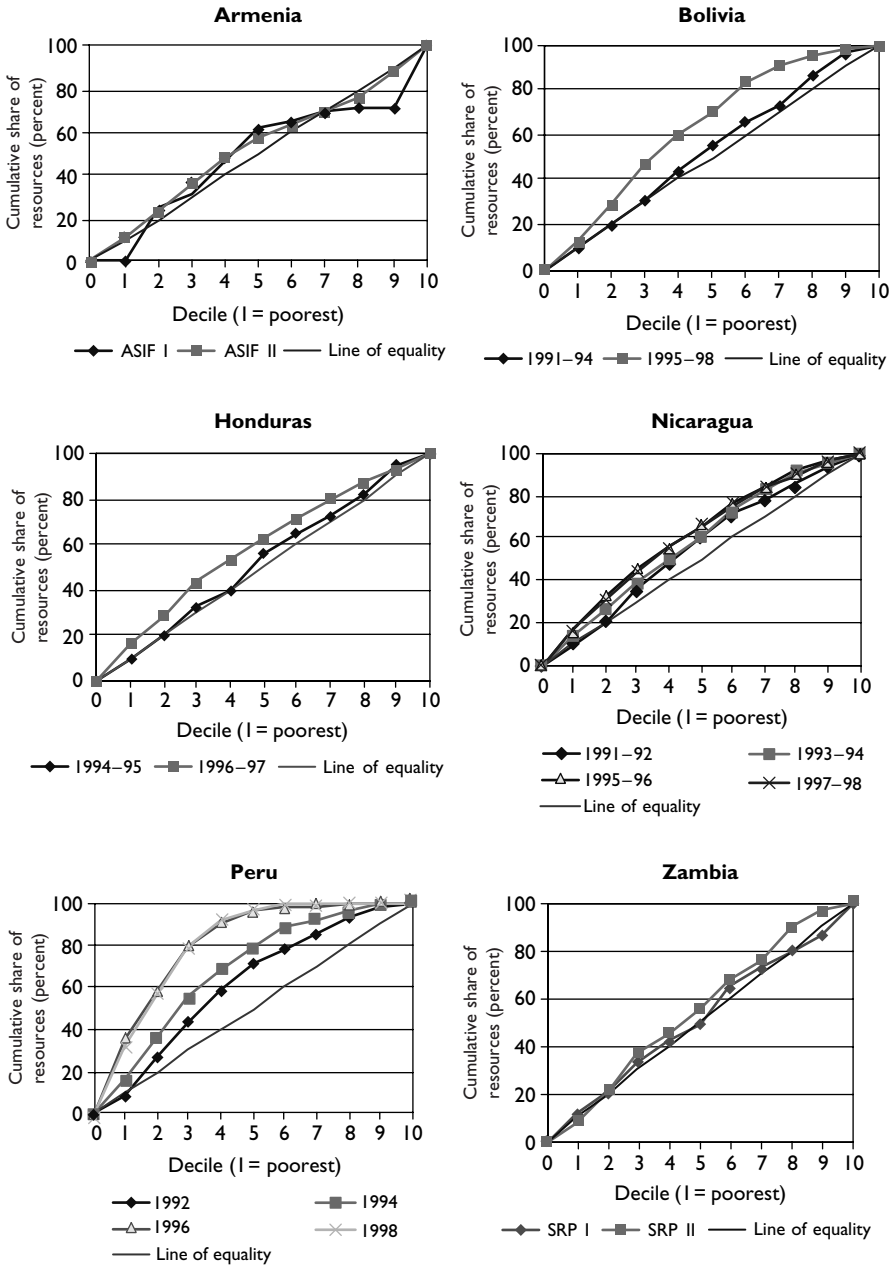 Armenia
Cumulative share of
resources (percent)
100
80
60
40
20
0
0 1 2 3 4 5 6 7 8 9 10
Decile (1 = poorest)
ASIF I ASIF II Line of equality
Bolivia
Cumulative share of
resources (percent)
100
80
60
40
20
0
0 1 2 3 4 5 6 7 8 9 10
Decile (1 = poorest)
1991–94 1995–98 Line of equality
Honduras
Cumulative share of
resources (percent)
100
80
60
40
20
0
0 1 2 3 4 5 6 7 8 9 10
Decile (1 = poorest)
1994–95 1996–97 Line of equality
Nicaragua
Cumulative share of
resources (percent)
100
80
60
40
20
0
0 1 2 3 4 5 6 7 8 9 10
Decile (1 = poorest)
1991–92 1993–94
1995–96 1997–98
Line of equality
Peru
Cumulative share of
resources (percent)
100
80
60
40
20
0
0 1 2 3 4 5 6 7 8 9 10
Decile (1 = poorest)
1992 1994
1996 1998
Line of equality
Zambia
Cumulative share of
resources (percent)
100
80
60
40
20
0
0 1 2 3 4 5 6 7 8 9 10
Decile (1 = poorest)
SRP I SRP II Line of equality